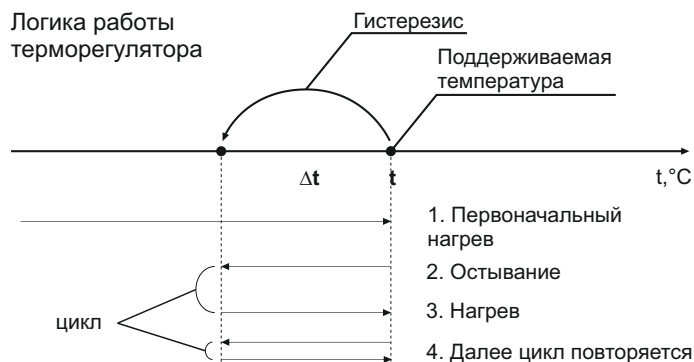 Логика работы
терморегулятора
Гистерезис
Поддерживаемая
температура
Δt
t
t,°C
1. Первоначальный
нагрев
2. Остывание
3. Нагрев
цикл
4. Далее цикл повторяется